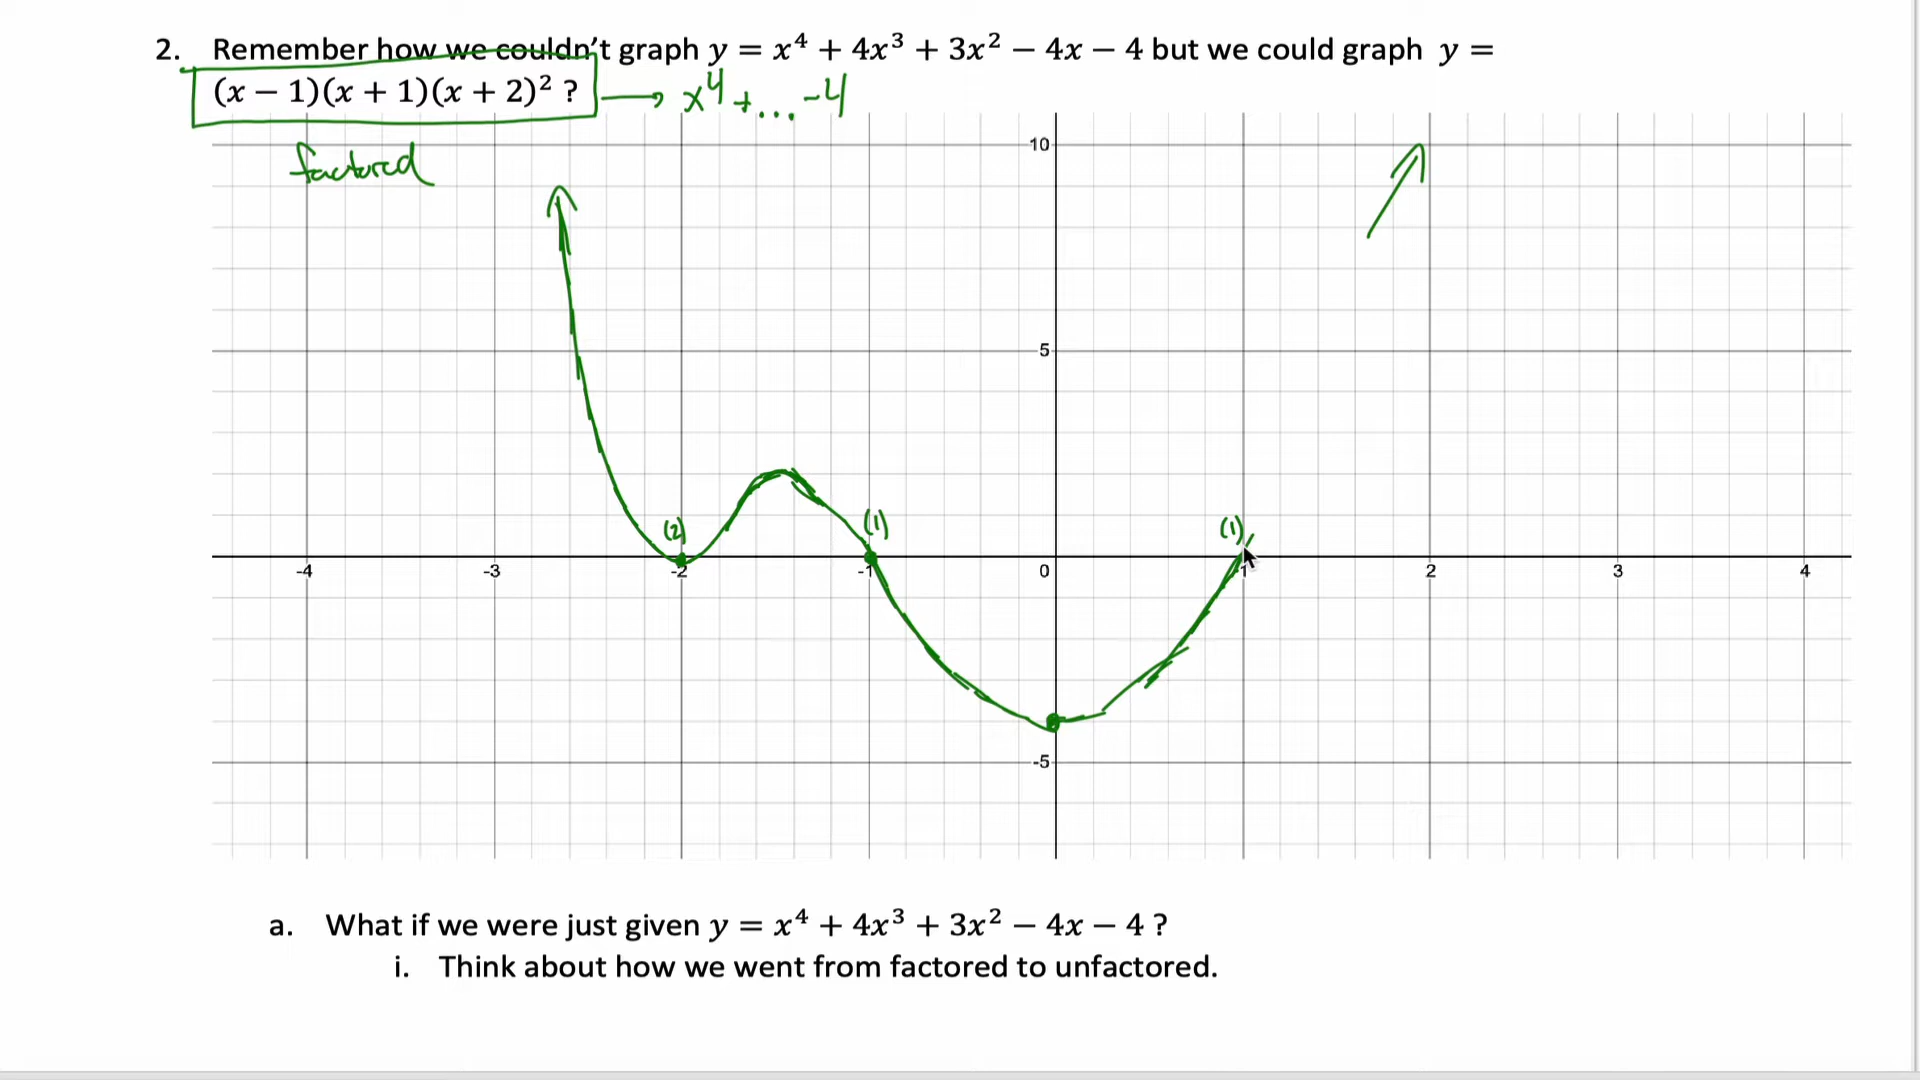 2. Remember how we couldn't graph y = x⁴ + 4x³ + 3x² − 4x − 4 but we could graph y =
(x − 1)(x + 1)(x + 2)² ? → x⁴ + ... -4
factored
10
5
(2) (1) (1)
-4 -3 -2 -1 0 1 2 3 4
-5
a. What if we were just given y = x⁴ + 4x³ + 3x² − 4x − 4 ?
i. Think about how we went from factored to unfactored.